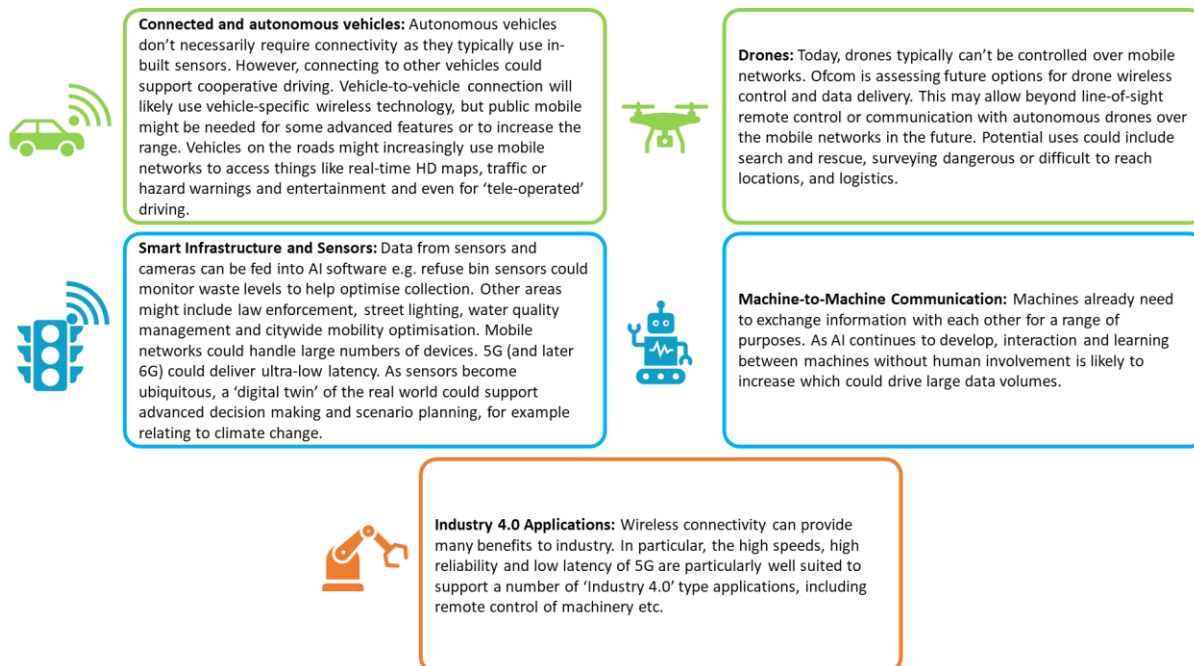 Connected and autonomous vehicles: Autonomous vehicles
don’t necessarily require connectivity as they typically use in-
built sensors. However, connecting to other vehicles could
support cooperative driving. Vehicle-to-vehicle connection will
likely use vehicle-specific wireless technology, but public mobile
might be needed for some advanced features or to increase the
range. Vehicles on the roads might increasingly use mobile
networks to access things like real-time HD maps, traffic or
hazard warnings and entertainment and even for ‘tele-operated’
driving.
Drones: Today, drones typically can’t be controlled over mobile
networks. Ofcom is assessing future options for drone wireless
control and data delivery. This may allow beyond line-of-sight
remote control or communication with autonomous drones over
the mobile networks in the future. Potential uses could include
search and rescue, surveying dangerous or difficult to reach
locations, and logistics.
Smart Infrastructure and Sensors: Data from sensors and
cameras can be fed into AI software e.g. refuse bin sensors could
monitor waste levels to help optimise collection. Other areas
might include law enforcement, street lighting, water quality
management and citywide mobility optimisation. Mobile
networks could handle large numbers of devices. 5G (and later
6G) could deliver ultra-low latency. As sensors become
ubiquitous, a ‘digital twin’ of the real world could support
advanced decision making and scenario planning, for example
relating to climate change.
Machine-to-Machine Communication: Machines already need
to exchange information with each other for a range of
purposes. As AI continues to develop, interaction and learning
between machines without human involvement is likely to
increase which could drive large data volumes.
Industry 4.0 Applications: Wireless connectivity can provide
many benefits to industry. In particular, the high speeds, high
reliability and low latency of 5G are particularly well suited to
support a number of ‘Industry 4.0’ type applications, including
remote control of machinery etc.